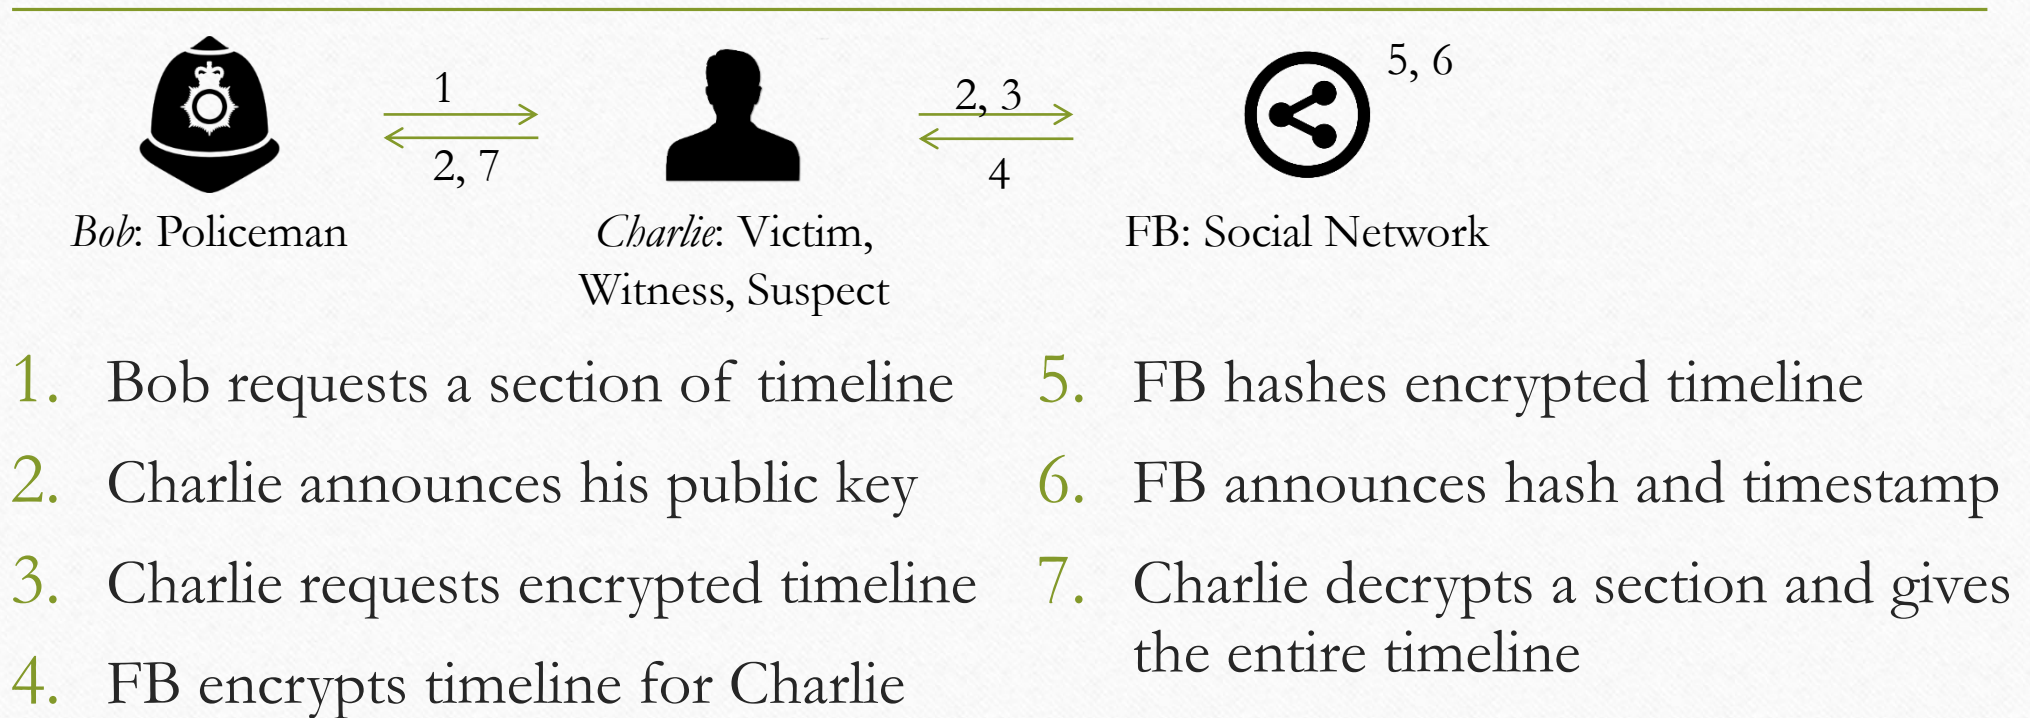 1
2, 7
2, 3
4
5, 6
Bob: Policeman
Charlie: Victim,
Witness, Suspect
FB: Social Network
1. Bob requests a section of timeline
2. Charlie announces his public key
3. Charlie requests encrypted timeline
4. FB encrypts timeline for Charlie
5. FB hashes encrypted timeline
6. FB announces hash and timestamp
7. Charlie decrypts a section and gives
the entire timeline